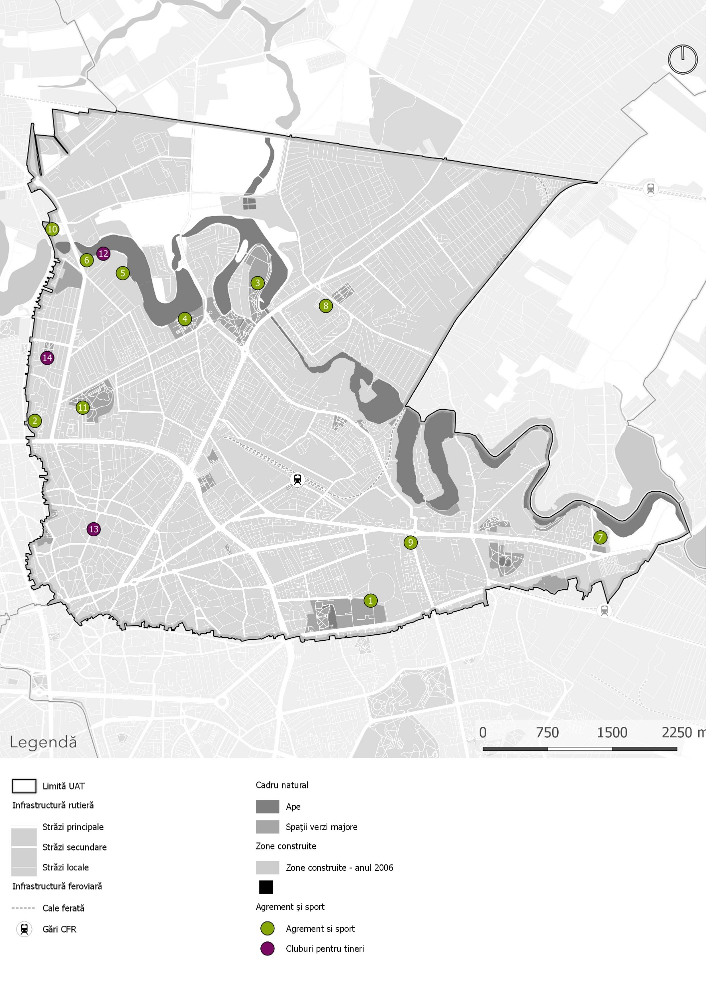 10
12
6
5
3
8
4
14
11
2
13
9
7
1
Legendă
0 750 1500 2250 m
Limită UAT
Infrastructură rutieră
Străzi principale
Străzi secundare
Străzi locale
Infrastructură feroviară
Cale ferată
Gări CFR
Cadru natural
Ape
Spații verzi majore
Zone construite
Zone construite - anul 2006
Agrement și sport
Agrement si sport
Cluburi pentru tineri